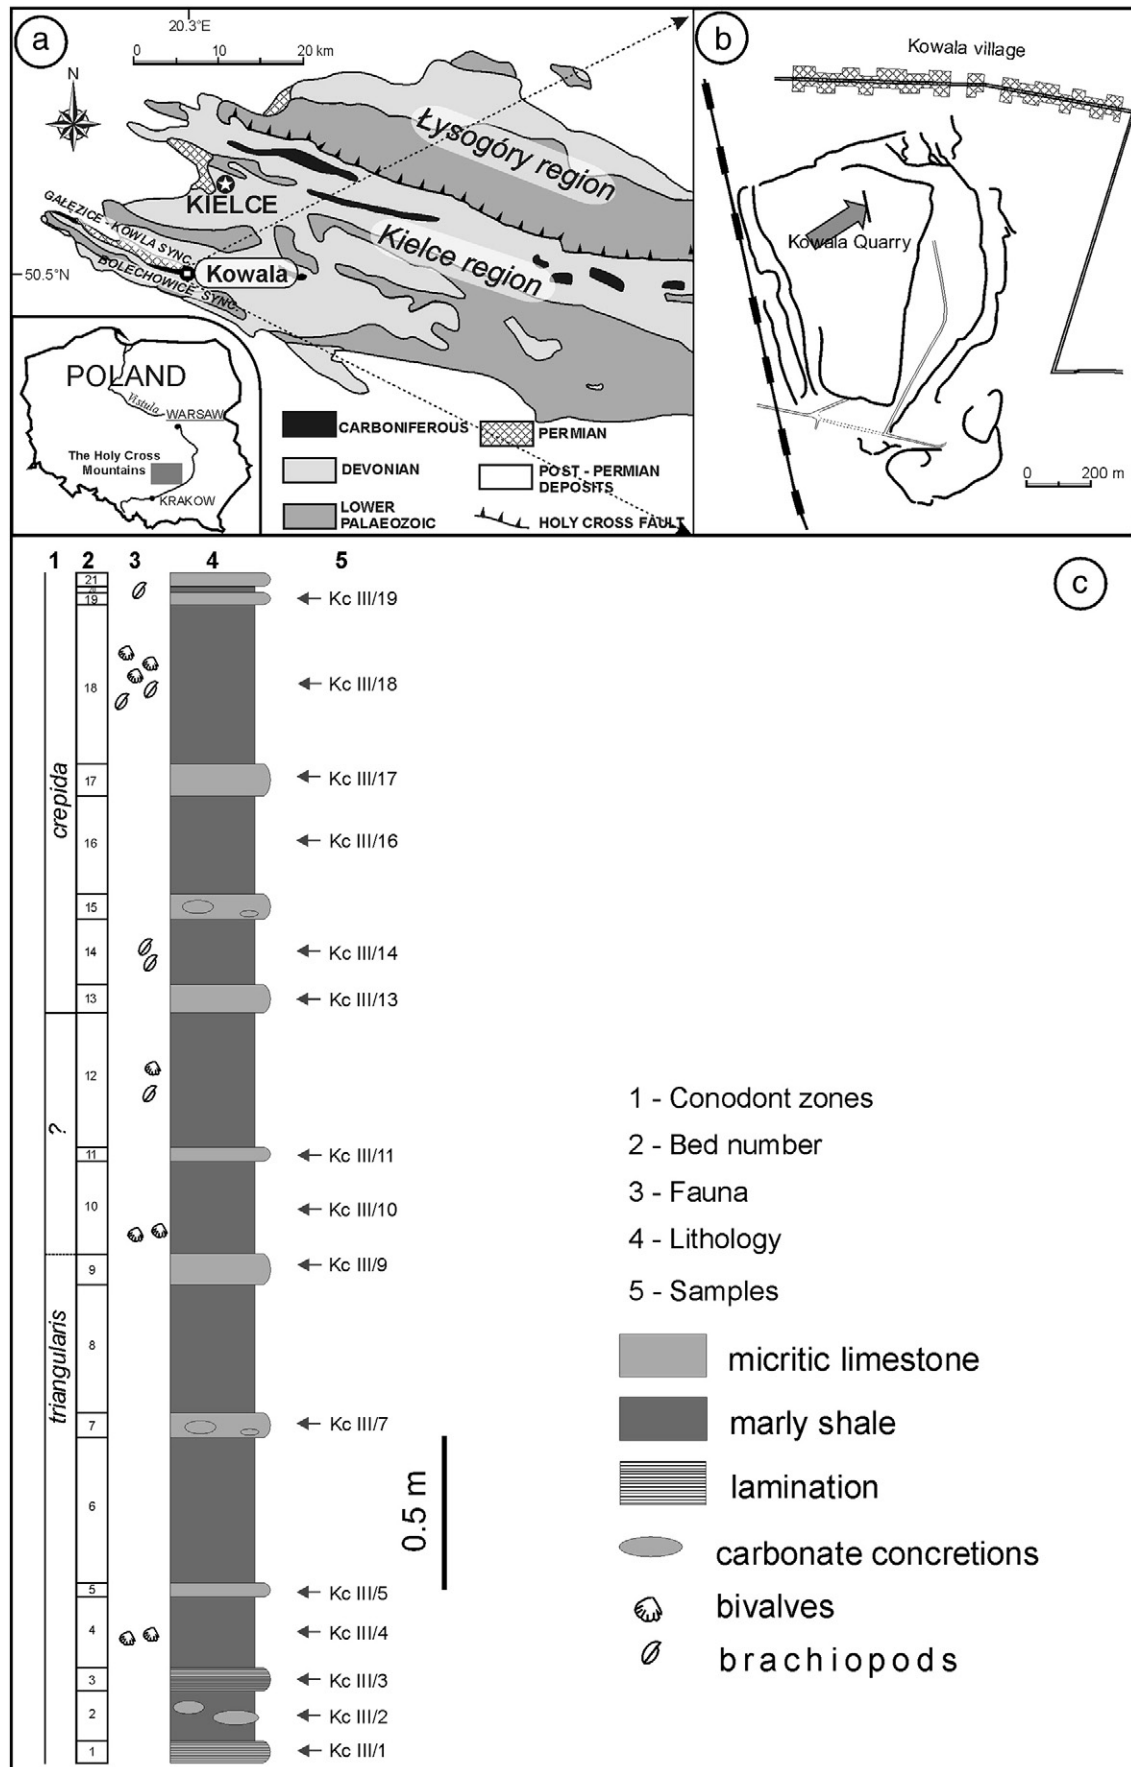 a
20.3°E
0 10 20 km
N
Łysogóry region
KIELCE
GAŁĘZICE - KOWLA SYNC.
Kielce region
50.5°N
Kowala
BOLECHOWICE SYNC.
POLAND
Vistula
WARSAW
The Holy Cross
Mountains
KRAKOW
CARBONIFEROUS
PERMIAN
DEVONIAN
POST - PERMIAN
DEPOSITS
LOWER
PALAEOZOIC
HOLY CROSS FAULT
b
Kowala village
Kowala Quarry
0 200 m
c
1 2 3 4 5
21
19
Kc III/19
18
Kc III/18
17
Kc III/17
crepida
16
Kc III/16
15
14
Kc III/14
13
Kc III/13
12
?
11
Kc III/11
10
Kc III/10
9
Kc III/9
8
triangularis
7
Kc III/7
6
0.5 m
5
Kc III/5
4
Kc III/4
3
Kc III/3
2
Kc III/2
1
Kc III/1
1 - Conodont zones
2 - Bed number
3 - Fauna
4 - Lithology
5 - Samples
micritic limestone
marly shale
lamination
carbonate concretions
bivalves
brachiopods